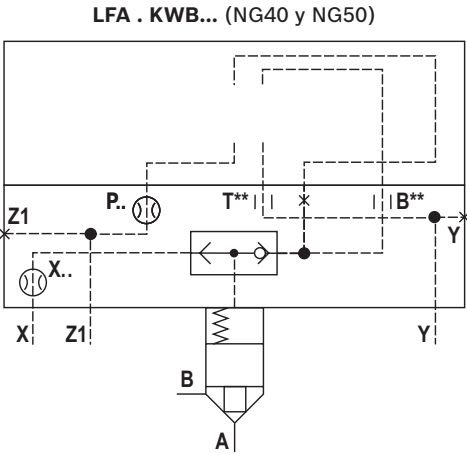 LFA . KWB... (NG40 y NG50)
P.. T** B**
Z1
Y
X..
X Z1 Y
B
A